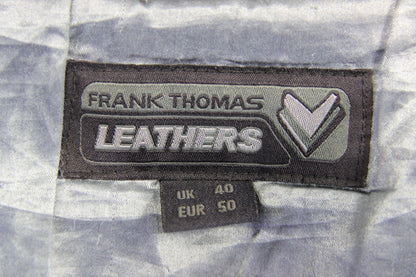 FRANK THOMAS
LEATHERS
UK 40
EUR 50